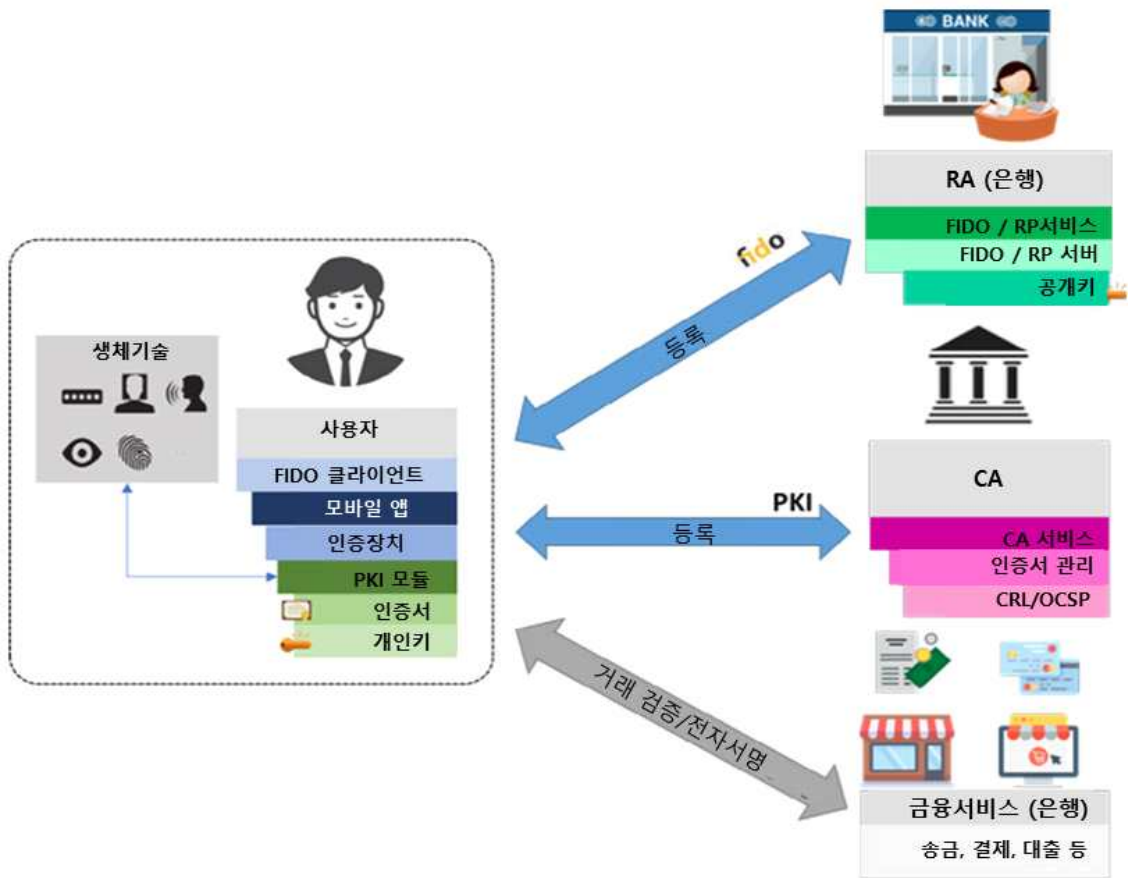 BANK
RA (은행)
FIDO / RP서비스
FIDO / RP 서버
공개키
fido
등록
생체기술
사용자
FIDO 클라이언트
모바일 앱
인증장치
PKI 모듈
인증서
개인키
PKI
등록
CA
CA 서비스
인증서 관리
CRL/OCSP
거래 검증/전자서명
금융서비스 (은행)
송금, 결제, 대출 등